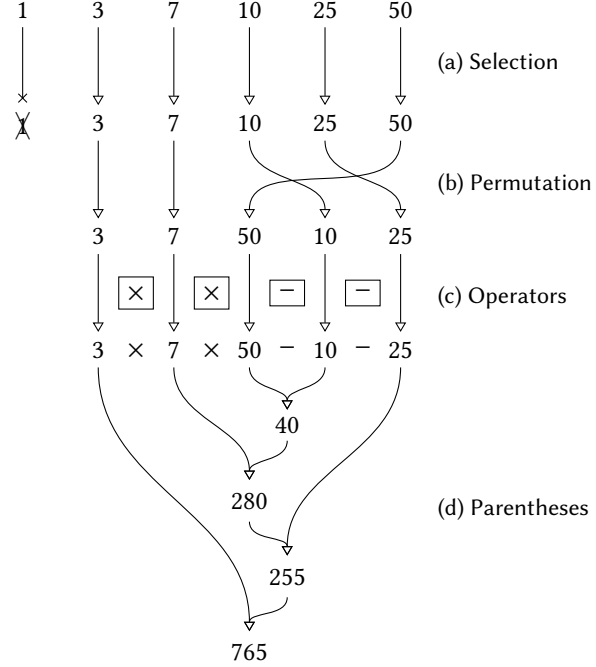 1 3 7 10 25 50
(a) Selection
1 3 7 10 25 50
(b) Permutation
3 7 50 10 25
× × − − (c) Operators
3 × 7 × 50 − 10 − 25
40
280
(d) Parentheses
255
765